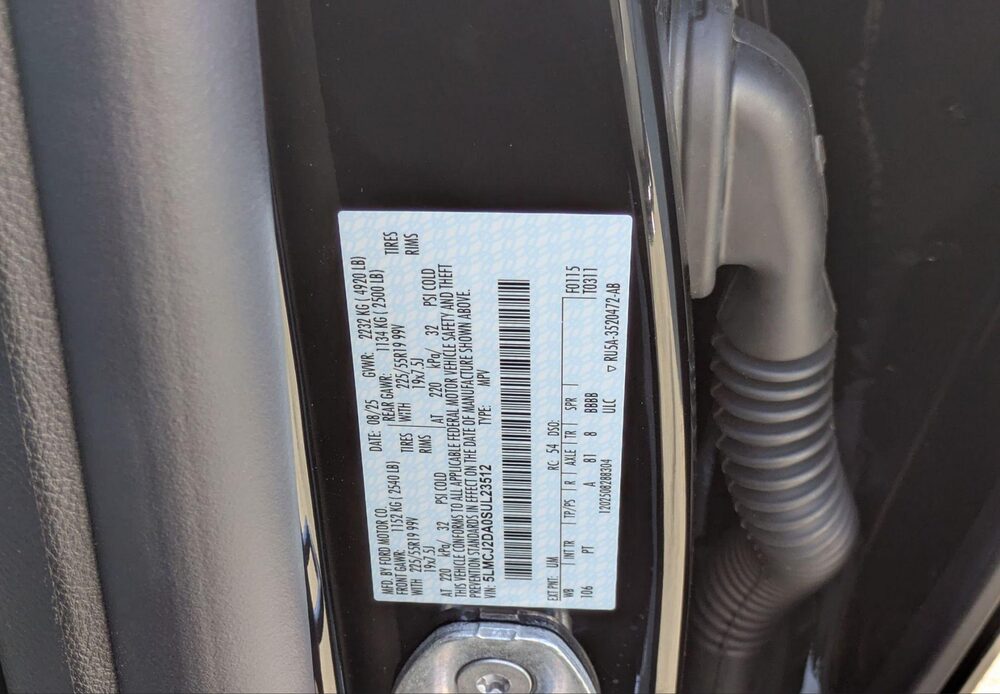 MFD. BY FORD MOTOR CO. DATE: 08/25 GVWR: 2232 KG ( 4920 LB)
FRONT GAWR: 1152 KG ( 2540 LB) REAR GAWR: 1134 KG ( 2500 LB)
WITH 225/55R19 99V TIRES WITH 225/55R19 99V TIRES
19x7.5J RIMS 19x7.5J RIMS
AT 220 kPa/ 32 PSI COLD AT 220 kPa/ 32 PSI COLD
THIS VEHICLE CONFORMS TO ALL APPLICABLE FEDERAL MOTOR VEHICLE SAFETY AND THEFT
PREVENTION STANDARDS IN EFFECT ON THE DATE OF MANUFACTURE SHOWN ABOVE.
VIN: 5LMCJ2DA0SUL23512 TYPE: MPV
EXT PNT: UM RC: 54 DSO: F0115
WB INT TR TP/PS R AXLE TR SPR T0311
106 PT A 81 8 BBBB
ULC
1202508288304 ▽ RU5A-3520472-AB